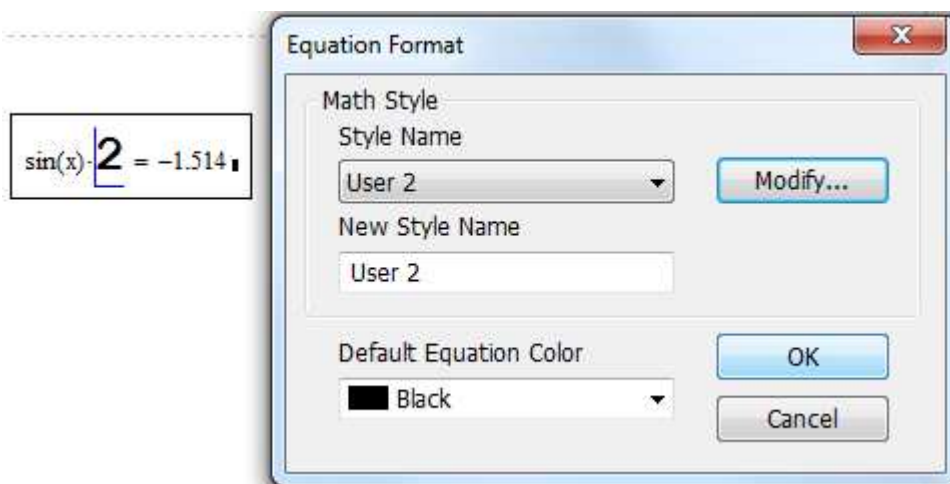 sin(x)·2 = −1.514
Equation Format
Math Style
Style Name
User 2
Modify...
New Style Name
User 2
Default Equation Color
Black
OK
Cancel